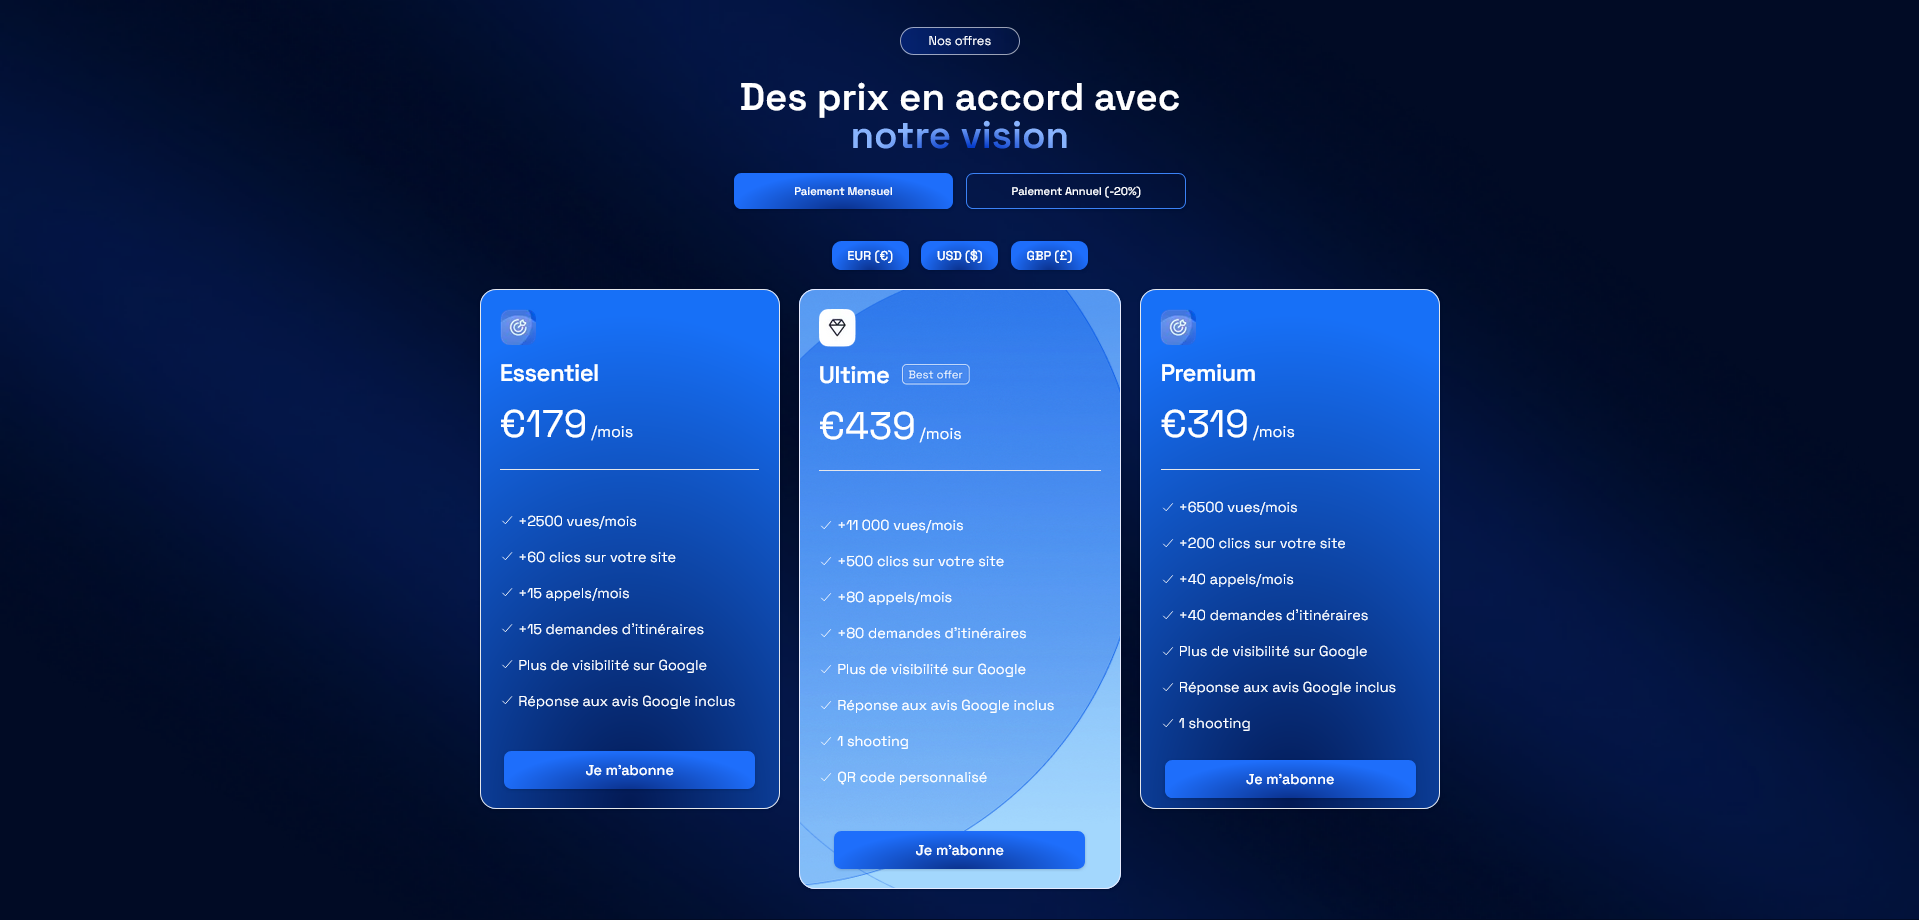 Nos offres
Des prix en accord avec
notre vision
Paiement Mensuel
Paiement Annuel (-20%)
EUR (€)
USD ($)
GBP (£)
Essentiel
€179 /mois
+2500 vues/mois
+60 clics sur votre site
+15 appels/mois
+15 demandes d’itinéraires
Plus de visibilité sur Google
Réponse aux avis Google inclus
Je m’abonne
Ultime
Best offer
€439 /mois
+11 000 vues/mois
+500 clics sur votre site
+80 appels/mois
+80 demandes d’itinéraires
Plus de visibilité sur Google
Réponse aux avis Google inclus
1 shooting
QR code personnalisé
Je m’abonne
Premium
€319 /mois
+6500 vues/mois
+200 clics sur votre site
+40 appels/mois
+40 demandes d’itinéraires
Plus de visibilité sur Google
Réponse aux avis Google inclus
1 shooting
Je m’abonne